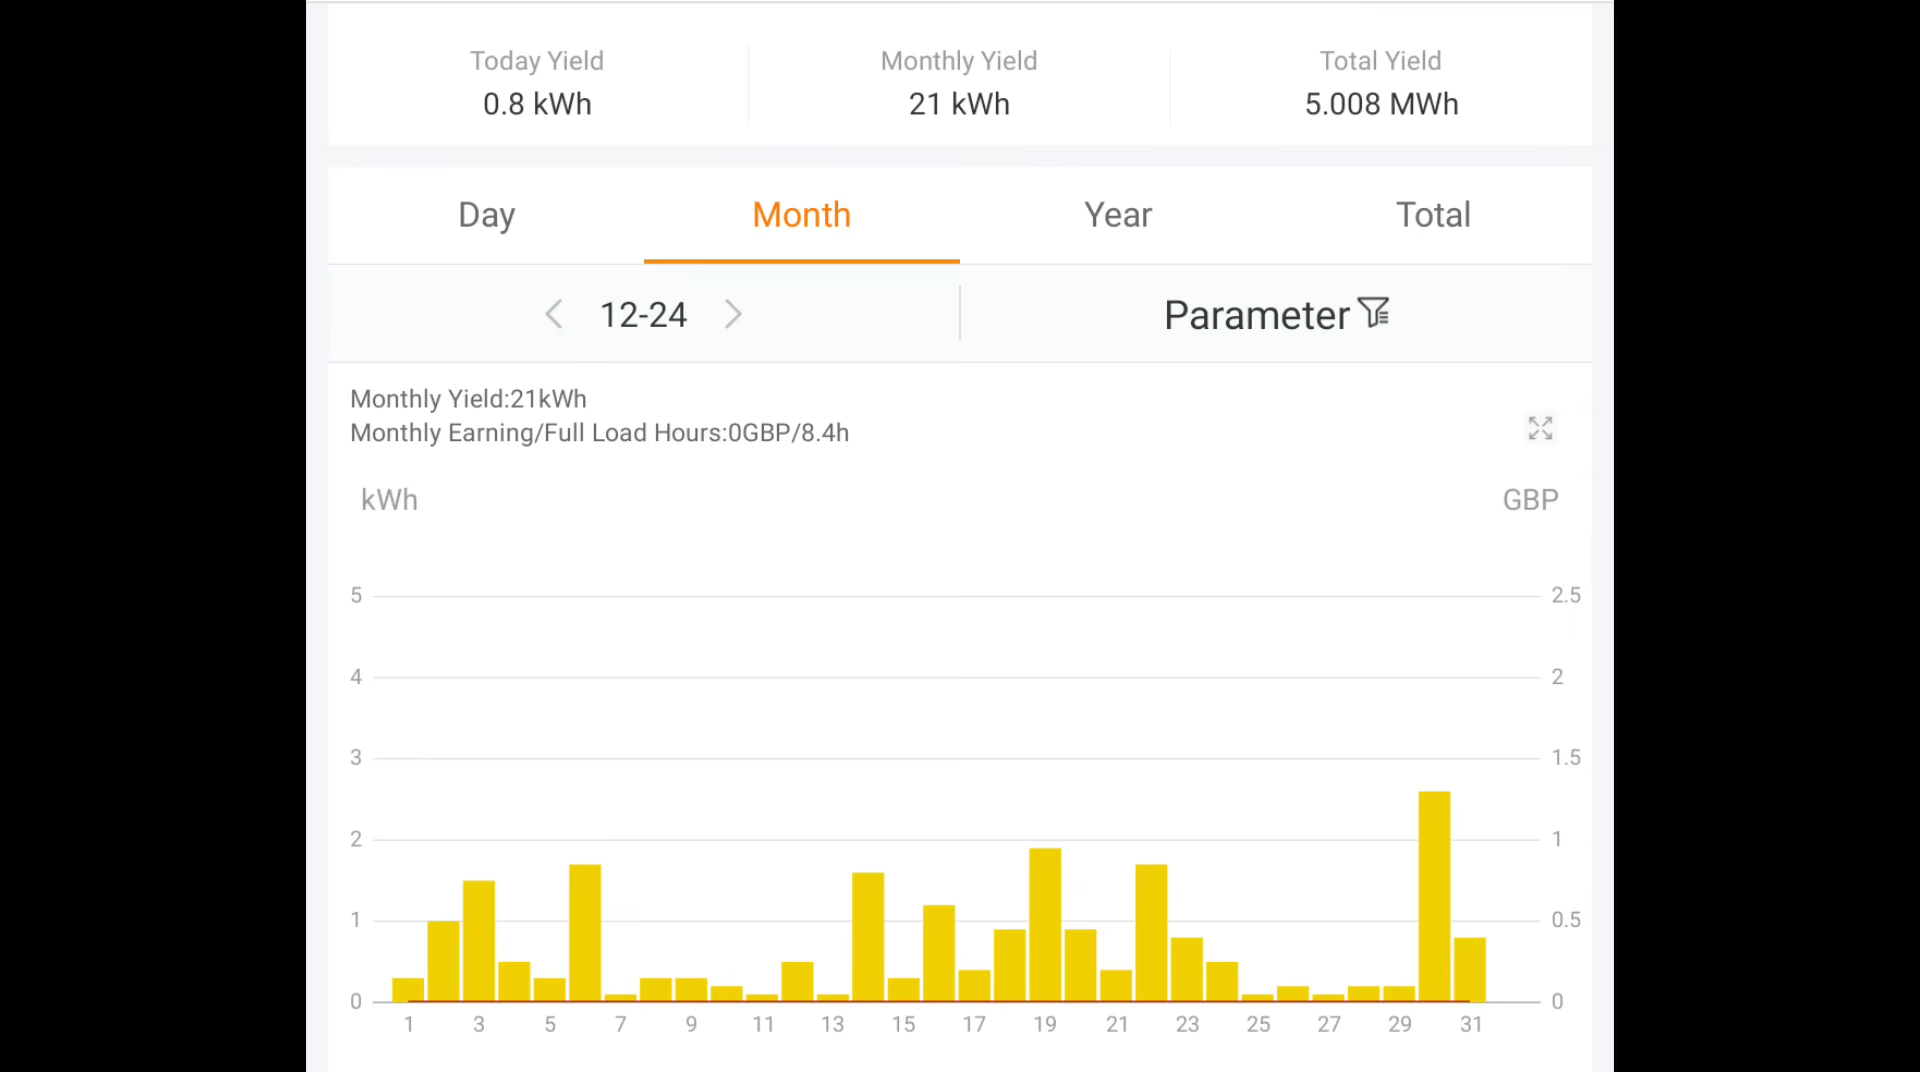 Today Yield
Monthly Yield
Total Yield
0.8 kWh
21 kWh
5.008 MWh
Day
Month
Year
Total
12-24
Parameter
Monthly Yield:21kWh
Monthly Earning/Full Load Hours:0GBP/8.4h
kWh
GBP
5
2.5
4
2
3
1.5
2
1
1
0.5
0
0
1 3 5 7 9 11 13 15 17 19 21 23 25 27 29 31